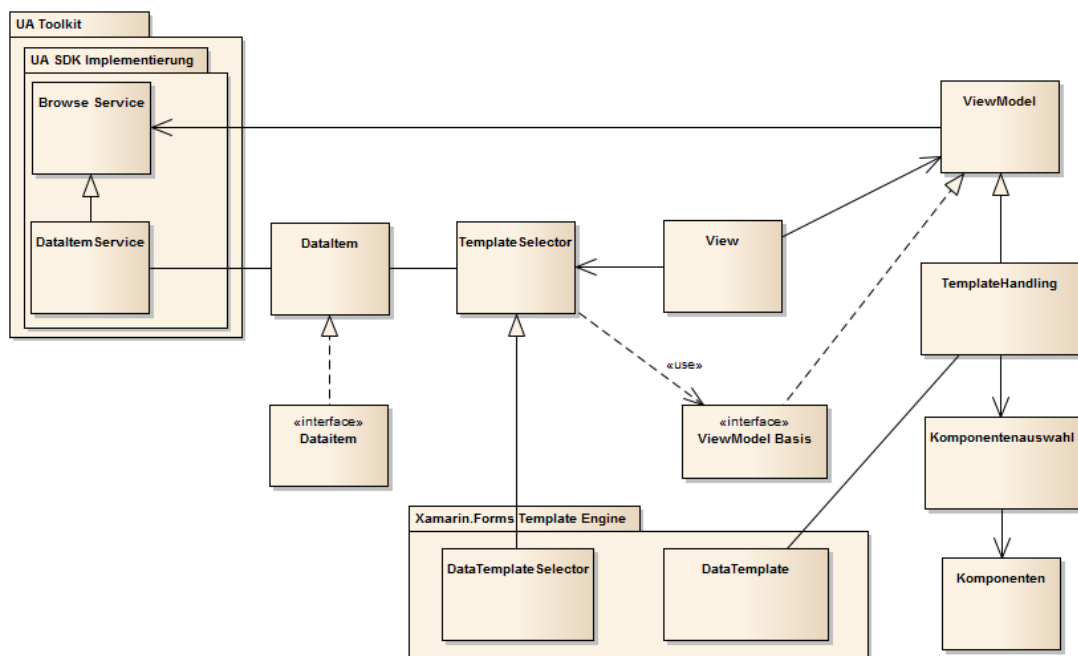 UA Toolkit
UA SDK Implementierung
Browse Service
ViewModel
DataItemService
DataItem
TemplateSelector
View
TemplateHandling
«use»
«interface»
Dataitem
«interface»
ViewModel Basis
Komponentenauswahl
Xamarin.Forms Template Engine
DataTemplateSelector
DataTemplate
Komponenten